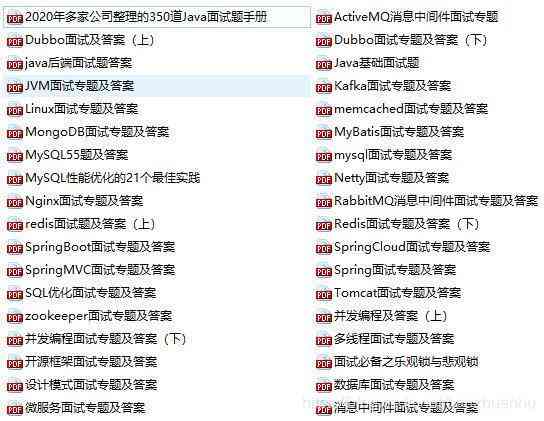 2020年多家公司整理的350道Java面试题手册
ActiveMQ消息中间件面试专题
Dubbo面试及答案（上）
Dubbo面试专题及答案（下）
java后端面试题答案
Java基础面试题
JVM面试专题及答案
Kafka面试专题及答案
Linux面试专题及答案
memcached面试专题及答案
MongoDB面试专题及答案
MyBatis面试专题及答案
MySQL55题及答案
mysql面试专题及答案
MySQL性能优化的21个最佳实践
Netty面试专题及答案
Nginx面试专题及答案
RabbitMQ消息中间件面试专题及答案
redis面试题及答案（上）
Redis面试专题及答案（下）
SpringBoot面试专题及答案
SpringCloud面试专题及答案
SpringMVC面试专题及答案
Spring面试专题及答案
SQL优化面试专题及答案
Tomcat面试专题及答案
zookeeper面试专题及答案
并发编程及答案（上）
并发编程面试专题及答案（下）
多线程面试专题及答案
开源框架面试专题及答案
面试必备之乐观锁与悲观锁
设计模式面试专题及答案
数据库面试专题及答案
微服务面试专题及答案
消息中间件面试专题及答案